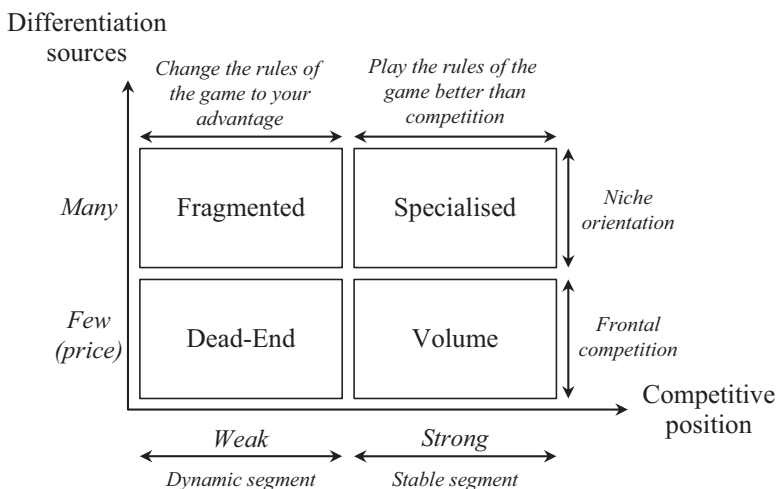 Differentiation
sources
Change the rules of
the game to your
advantage
Play the rules of the
game better than
competition
Many
Fragmented
Specialised
Niche
orientation
Few
(price)
Dead-End
Volume
Frontal
competition
Competitive
position
Weak
Strong
Dynamic segment
Stable segment